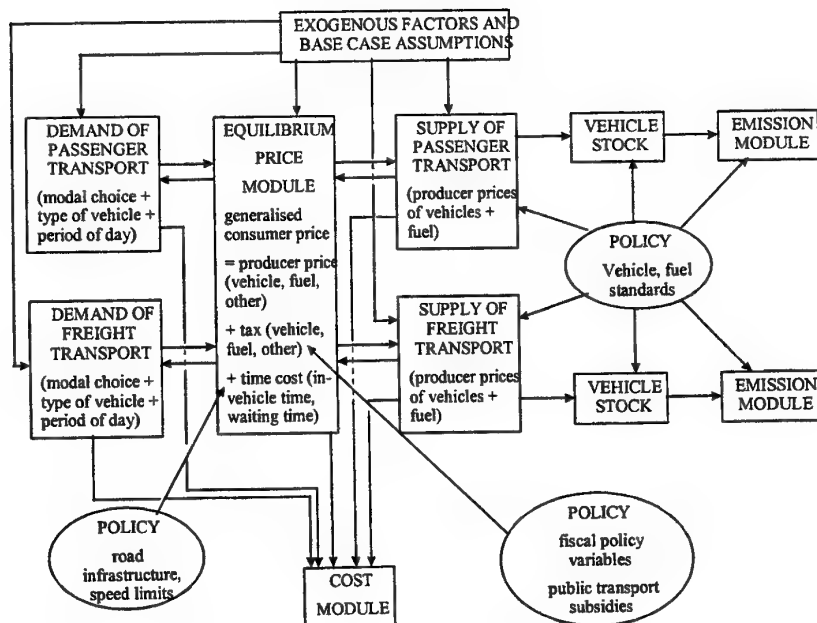 EXOGENOUS FACTORS AND
BASE CASE ASSUMPTIONS
DEMAND OF
PASSENGER
TRANSPORT
(modal choice +
type of vehicle +
period of day)
EQUILIBRIUM
PRICE
MODULE
generalised
consumer price
= producer price
(vehicle, fuel,
other)
+ tax (vehicle,
fuel, other)
+ time cost (in-
vehicle time,
waiting time)
SUPPLY OF
PASSENGER
TRANSPORT
(producer prices
of vehicles +
fuel)
VEHICLE
STOCK
EMISSION
MODULE
POLICY
Vehicle, fuel
standards
DEMAND OF
FREIGHT
TRANSPORT
(modal choice +
type of vehicle +
period of day)
SUPPLY OF
FREIGHT
TRANSPORT
(producer prices
of vehicles +
fuel)
VEHICLE
STOCK
EMISSION
MODULE
POLICY
road
infrastructure,
speed limits
COST
MODULE
POLICY
fiscal policy
variables
public transport
subsidies